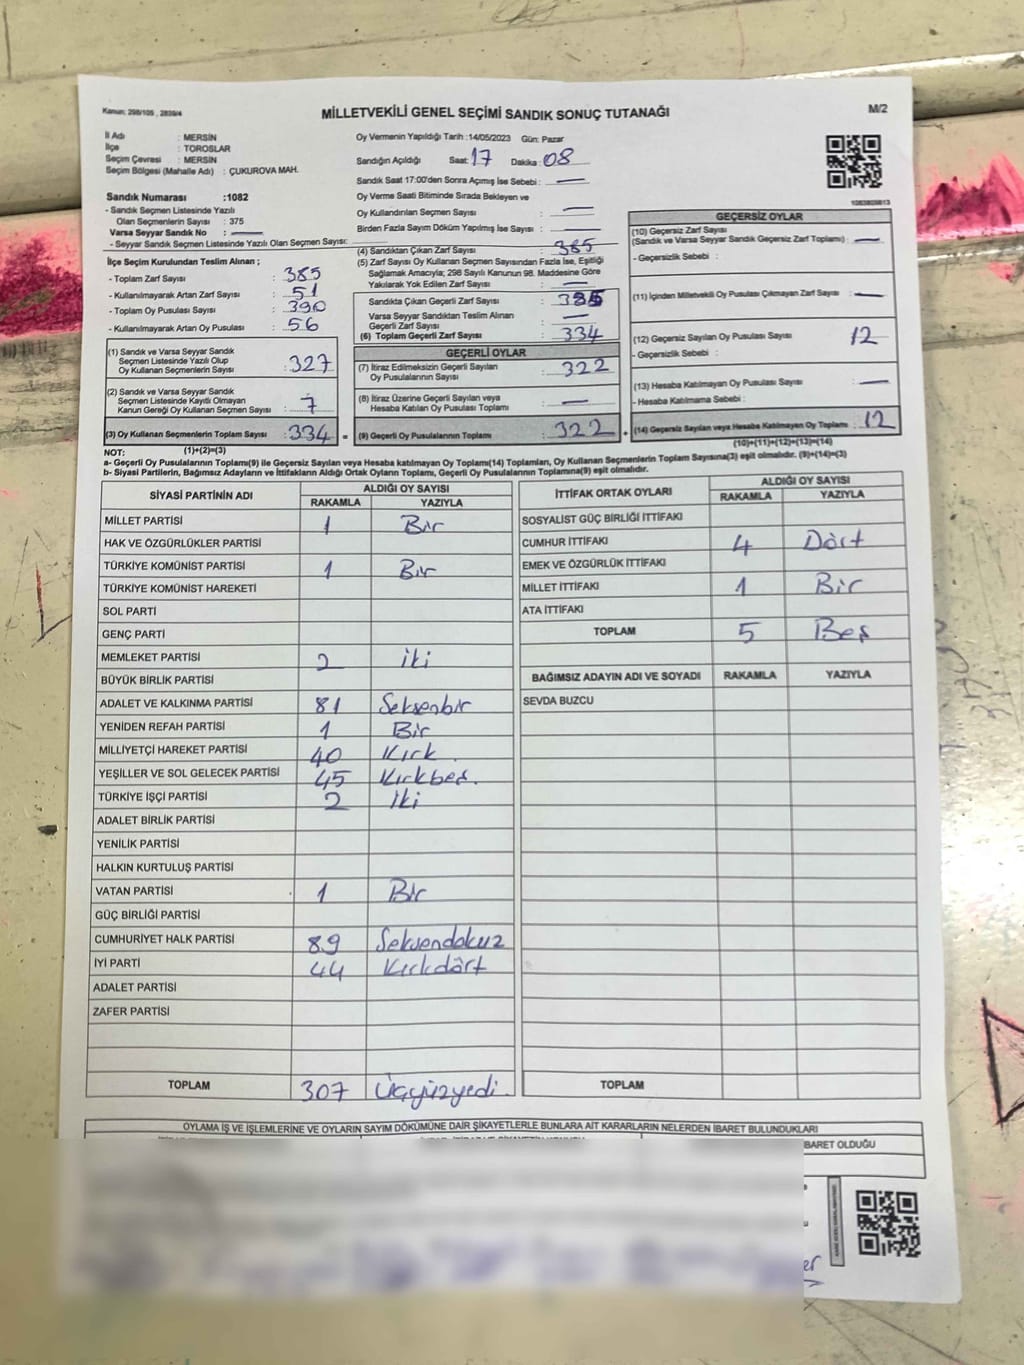 Kanun: 298/105 , 2839/4
MİLLETVEKİLİ GENEL SEÇİMİ SANDIK SONUÇ TUTANAĞI
M/2
İl Adı : MERSİN
İlçe : TOROSLAR
Seçim Çevresi : MERSİN
Seçim Bölgesi (Mahalle Adı) : ÇUKUROVA MAH.
Oy Vermenin Yapıldığı Tarih :14/05/2023 Gün: Pazar
Sandığın Açıldığı Saat: 17 Dakika: 08
Sandık Saat 17:00'den Sonra Açımış İse Sebebi : —
Oy Verme Saati Bitiminde Sırada Bekleyen ve
Oy Kullandırılan Seçmen Sayısı : —
Birden Fazla Sayım Döküm Yapılmış İse Sayısı : —
Sandık Numarası :1082
- Sandık Seçmen Listesinde Yazılı
Olan Seçmenlerin Sayısı : 375
Varsa Seyyar Sandık No : —
- Seyyar Sandık Seçmen Listesinde Yazılı Olan Seçmen Sayısı:
İlçe Seçim Kurulundan Teslim Alınan ;
- Toplam Zarf Sayısı : 385
- Kullanılmayarak Artan Zarf Sayısı : 51
- Toplam Oy Pusulası : 390
- Kullanılmayarak Artan Oy Pusulası : 56
(4) Sandıktan Çıkan Zarf Sayısı : 385
(5) Zarf Sayısı Oy Kullanan Seçmen Sayısından Fazla İse, Eşitliği
Sağlamak Amacıyla; 298 Sayılı Kanunun 98. Maddesine Göre
Yakılarak Yok Edilen Zarf Sayısı : —
Sandıkta Çıkan Geçerli Zarf Sayısı : 385
Varsa Seyyar Sandıktan Teslim Alınan
Geçerli Zarf Sayısı : —
(6) Toplam Geçerli Zarf Sayısı : 334
GEÇERSİZ OYLAR
(10) Geçersiz Zarf Sayısı
(Sandık ve Varsa Seyyar Sandık Geçersiz Zarf Toplamı) : —
- Geçersizlik Sebebi :
(11) İçinden Milletvekili Oy Pusulası Çıkmayan Zarf Sayısı : —
(12) Geçersiz Sayılan Oy Pusulası Sayısı : 12
- Geçersizlik Sebebi :
(13) Hesaba Katılmayan Oy Pusulası Sayısı : —
- Hesaba Katılmama Sebebi :
(14) Geçersiz Sayılan veya Hesaba Katılmayan Oy Toplamı : 12
(10)+(11)+(12)+(13)=(14)
(1) Sandık ve Varsa Seyyar Sandık
Seçmen Listesinde Yazılı Olup
Oy Kullanan Seçmenlerin Sayısı : 327
(2) Sandık ve Varsa Seyyar Sandık
Seçmen Listesinde Kayıtlı Olmayan
Kanun Gereği Oy Kullanan Seçmen Sayısı : 7
(3) Oy Kullanan Seçmenlerin Toplam Sayısı : 334 =
(1)+(2)=(3)
GEÇERLİ OYLAR
(7) İtiraz Edilmeksizin Geçerli Sayılan
Oy Pusulalarının Sayısı : 322
(8) İtiraz Üzerine Geçerli Sayılan veya
Hesaba Katılan Oy Pusulası Toplamı : —
(9) Geçerli Oy Pusulalarının Toplamı : 322 +
NOT:
a- Geçerli Oy Pusulalarının Toplamı(9) ile Geçersiz Sayılan veya Hesaba katılmayan Oy Toplamı(14) Toplamları, Oy Kullanan Seçmenlerin Toplam Sayısına(3) eşit olmalıdır. (9)+(14)=(3)
b- Siyasi Partilerin, Bağımsız Adayların ve İttifakların Aldığı Ortak Oyların Toplamı, Geçerli Oy Pusulalarının Toplamına(9) eşit olmalıdır.
SİYASİ PARTİNİN ADI ALDIĞI OY SAYISI
RAKAMLA YAZIYLA
MİLLET PARTİSİ 1 Bir
HAK VE ÖZGÜRLÜKLER PARTİSİ
TÜRKİYE KOMÜNİST PARTİSİ 1 Bir
TÜRKİYE KOMÜNİST HAREKETİ
SOL PARTİ
GENÇ PARTİ
MEMLEKET PARTİSİ 2 iki
BÜYÜK BİRLİK PARTİSİ
ADALET VE KALKINMA PARTİSİ 81 Seksenbir
YENİDEN REFAH PARTİSİ 1 Bir
MİLLİYETÇİ HAREKET PARTİSİ 40 Kırk
YEŞİLLER VE SOL GELECEK PARTİSİ 45 Kırkbeş.
TÜRKİYE İŞÇİ PARTİSİ 2 iki
ADALET BİRLİK PARTİSİ
YENİLİK PARTİSİ
HALKIN KURTULUŞ PARTİSİ
VATAN PARTİSİ 1 Bir
GÜÇ BİRLİĞİ PARTİSİ
CUMHURİYET HALK PARTİSİ 89 Seksendokuz
İYİ PARTİ 44 Kırkdört
ADALET PARTİSİ
ZAFER PARTİSİ
TOPLAM 307 Üçyüzyedi.
İTTİFAK ORTAK OYLARI ALDIĞI OY SAYISI
RAKAMLA YAZIYLA
SOSYALİST GÜÇ BİRLİĞİ İTTİFAKI
CUMHUR İTTİFAKI 4 Dört
EMEK VE ÖZGÜRLÜK İTTİFAKI
MİLLET İTTİFAKI 1 Bir
ATA İTTİFAKI
TOPLAM 5 Beş
BAĞIMSIZ ADAYIN ADI VE SOYADI RAKAMLA YAZIYLA
SEVDA BUZCU
TOPLAM
OYLAMA İŞ VE İŞLEMLERİNE VE OYLARIN SAYIM DÖKÜMÜNE DAİR ŞİKAYETLERLE BUNLARA AİT KARARLARIN NELERDEN İBARET BULUNDUKLARI
BARET OLDUĞU